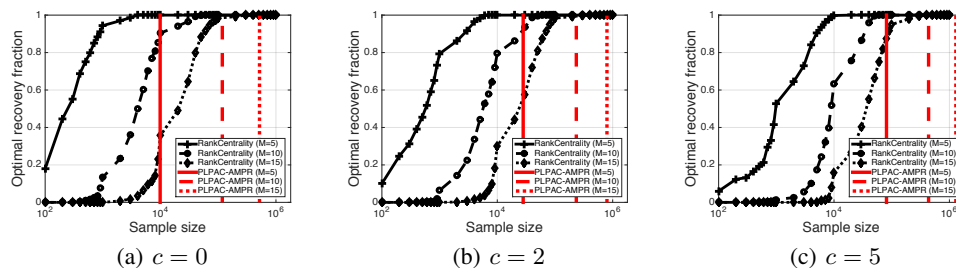 Optimal recovery fraction
1
0.8
0.6
0.4
0.2
0
RankCentrality (M=5)
RankCentrality (M=10)
RankCentrality (M=15)
PLPAC-AMPR (M=5)
PLPAC-AMPR (M=10)
PLPAC-AMPR (M=15)
10^2 10^4 10^6
Sample size
(a) c = 0
Optimal recovery fraction
1
0.8
0.6
0.4
0.2
0
RankCentrality (M=5)
RankCentrality (M=10)
RankCentrality (M=15)
PLPAC-AMPR (M=5)
PLPAC-AMPR (M=10)
PLPAC-AMPR (M=15)
10^2 10^4 10^6
Sample size
(b) c = 2
Optimal recovery fraction
1
0.8
0.6
0.4
0.2
0
RankCentrality (M=5)
RankCentrality (M=10)
RankCentrality (M=15)
PLPAC-AMPR (M=5)
PLPAC-AMPR (M=10)
PLPAC-AMPR (M=15)
10^2 10^4 10^6
Sample size
(c) c = 5